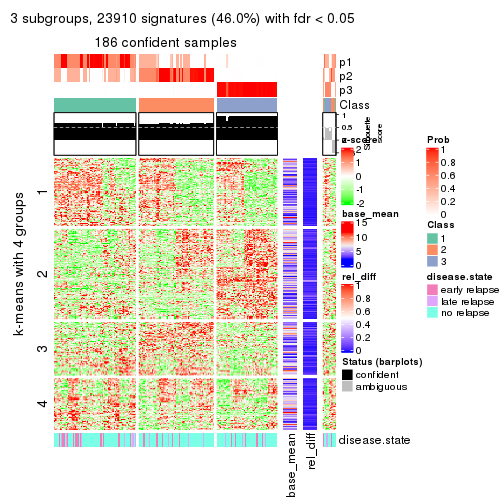 3 subgroups, 23910 signatures (46.0%) with fdr < 0.05
186 confident samples
p1
p2
p3
Class
1
0.5
0
Silhouette score
k-means with 4 groups
1
2
3
4
base_mean
rel_diff
disease.state
z-score
2
1
0
-1
-2
base_mean
15
10
5
0
rel_diff
1
0.8
0.6
0.4
0.2
0
Status (barplots)
confident
ambiguous
Prob
1
0.8
0.6
0.4
0.2
0
Class
1
2
3
disease.state
early relapse
late relapse
no relapse